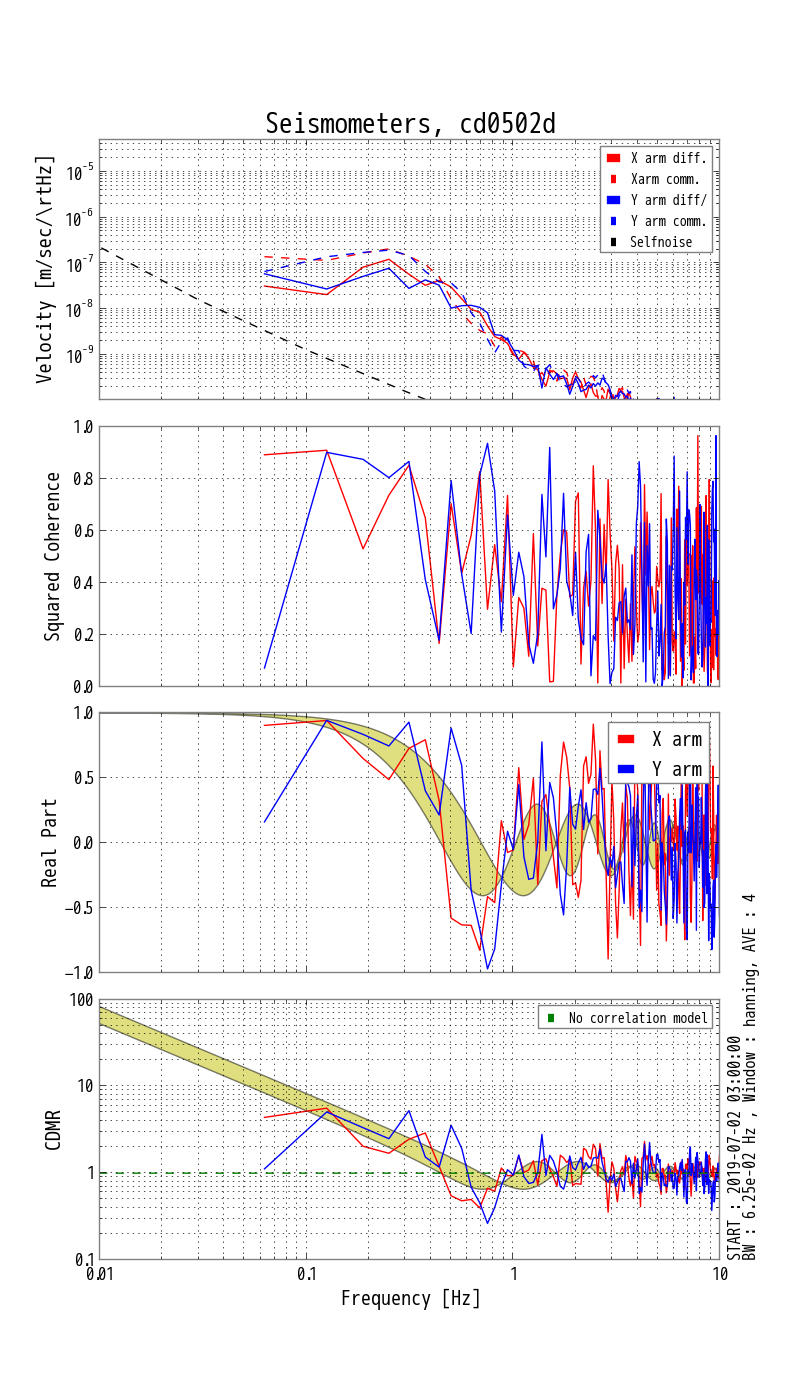 Seismometers, cd0502d
Velocity [m/sec/\rtHz]
10^-5
10^-6
10^-7
10^-8
10^-9
X arm diff.
Xarm comm.
Y arm diff/
Y arm comm.
Selfnoise
Squared Coherence
1.0
0.8
0.6
0.4
0.2
0.0
Real Part
1.0
0.5
0.0
−0.5
−1.0
X arm
Y arm
CDMR
100
10
1
0.1
No correlation model
0.01
0.1
1
10
Frequency [Hz]
START : 2019-07-02 03:00:00
BW : 6.25e-02 Hz , Window : hanning, AVE : 4